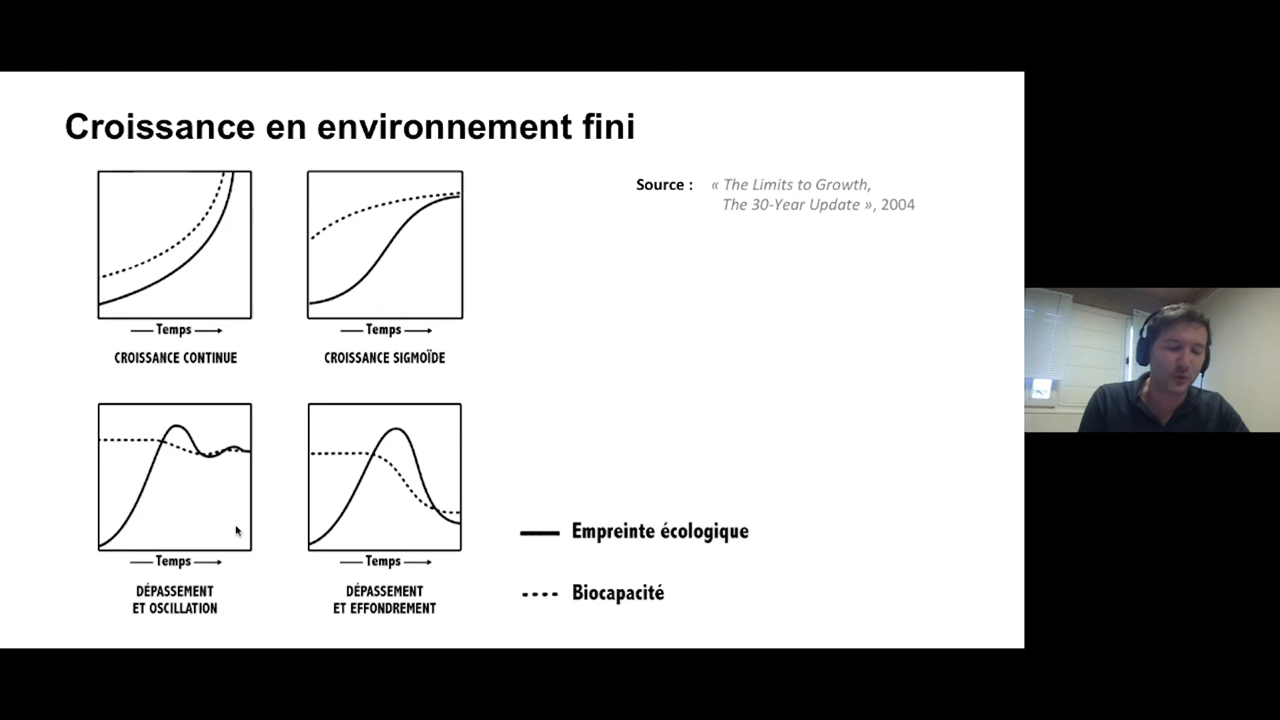 Croissance en environnement fini
Source : « The Limits to Growth,
The 30-Year Update », 2004
Temps
CROISSANCE CONTINUE
Temps
CROISSANCE SIGMOÏDE
Temps
DÉPASSEMENT
ET OSCILLATION
Temps
DÉPASSEMENT
ET EFFONDREMENT
Empreinte écologique
Biocapacité